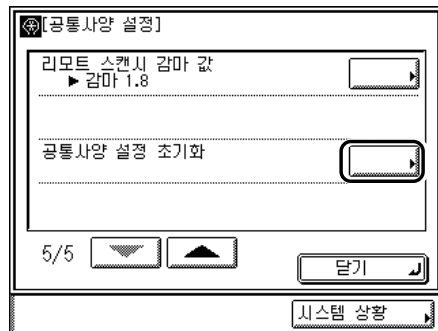 [공통사양 설정]
리모트 스캔시 감마 값
▶ 감마 1.8
공통사양 설정 초기화
5/5
닫기
시스템 상황